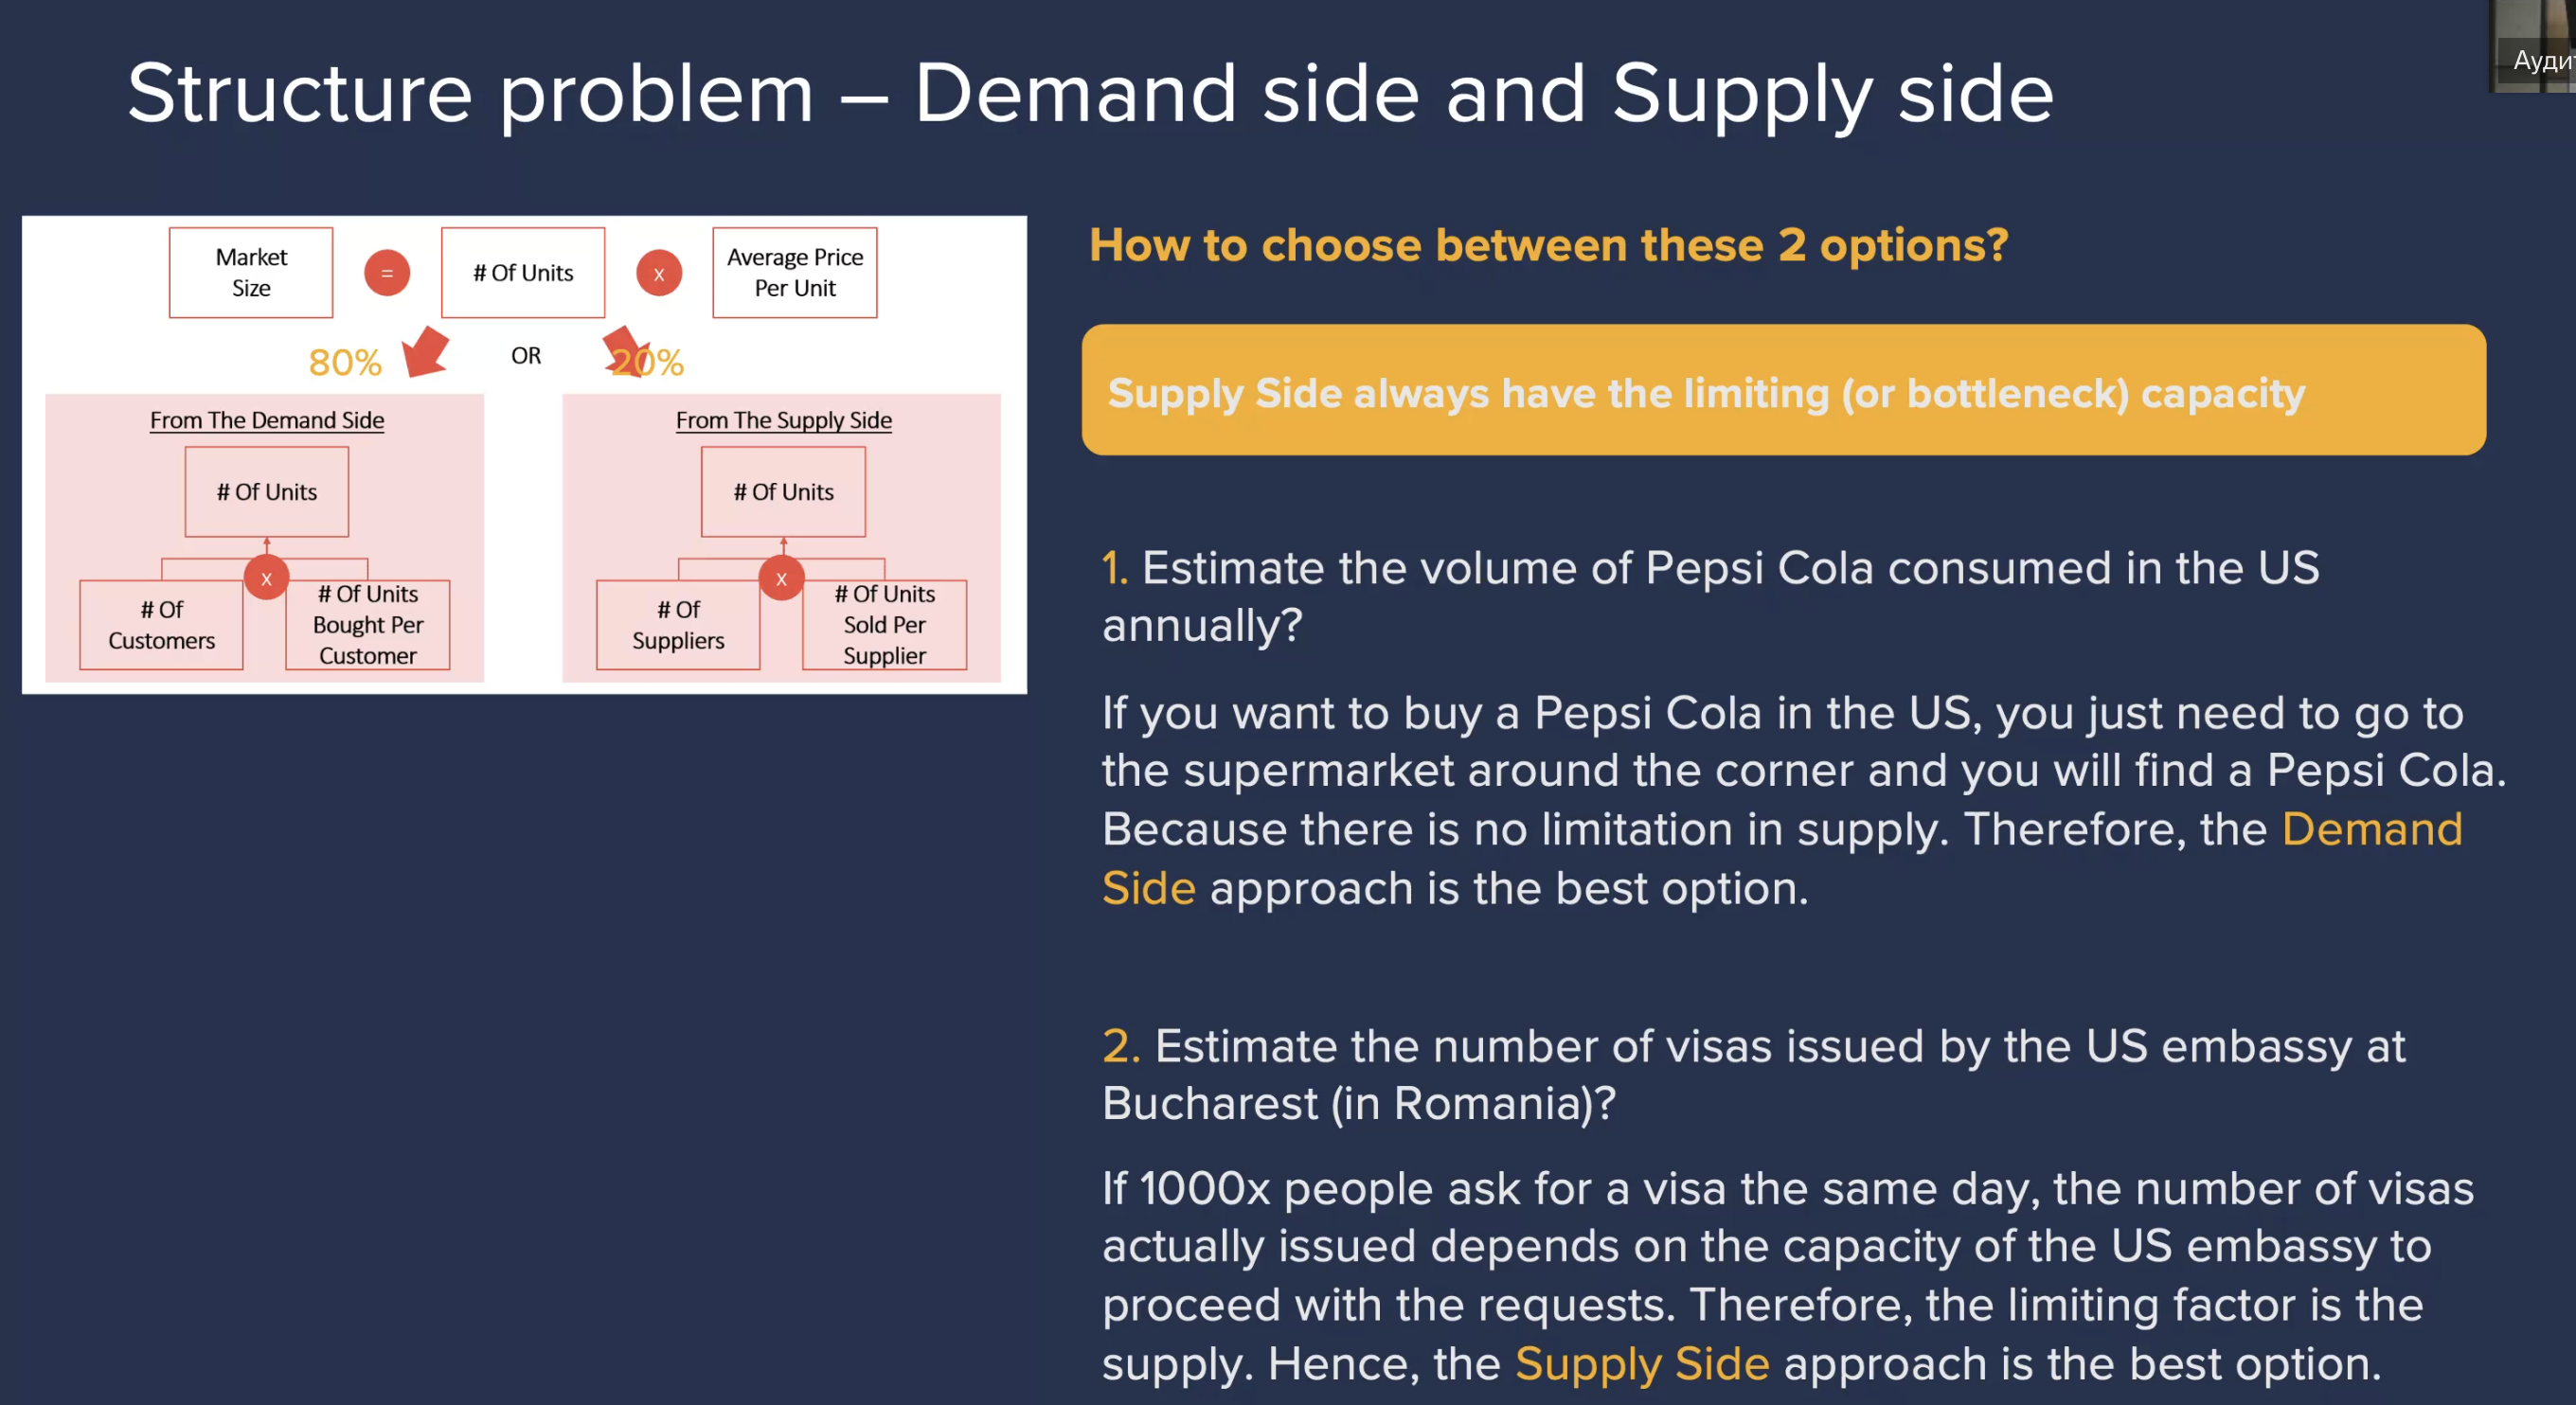 Structure problem – Demand side and Supply side
Market
Size
=
# Of Units
x
Average Price
Per Unit
80%
OR
20%
From The Demand Side
# Of Units
x
# Of
Customers
# Of Units
Bought Per
Customer
From The Supply Side
# Of Units
x
# Of
Suppliers
# Of Units
Sold Per
Supplier
How to choose between these 2 options?
Supply Side always have the limiting (or bottleneck) capacity
1. Estimate the volume of Pepsi Cola consumed in the US
annually?
If you want to buy a Pepsi Cola in the US, you just need to go to
the supermarket around the corner and you will find a Pepsi Cola.
Because there is no limitation in supply. Therefore, the Demand
Side approach is the best option.
2. Estimate the number of visas issued by the US embassy at
Bucharest (in Romania)?
If 1000x people ask for a visa the same day, the number of visas
actually issued depends on the capacity of the US embassy to
proceed with the requests. Therefore, the limiting factor is the
supply. Hence, the Supply Side approach is the best option.